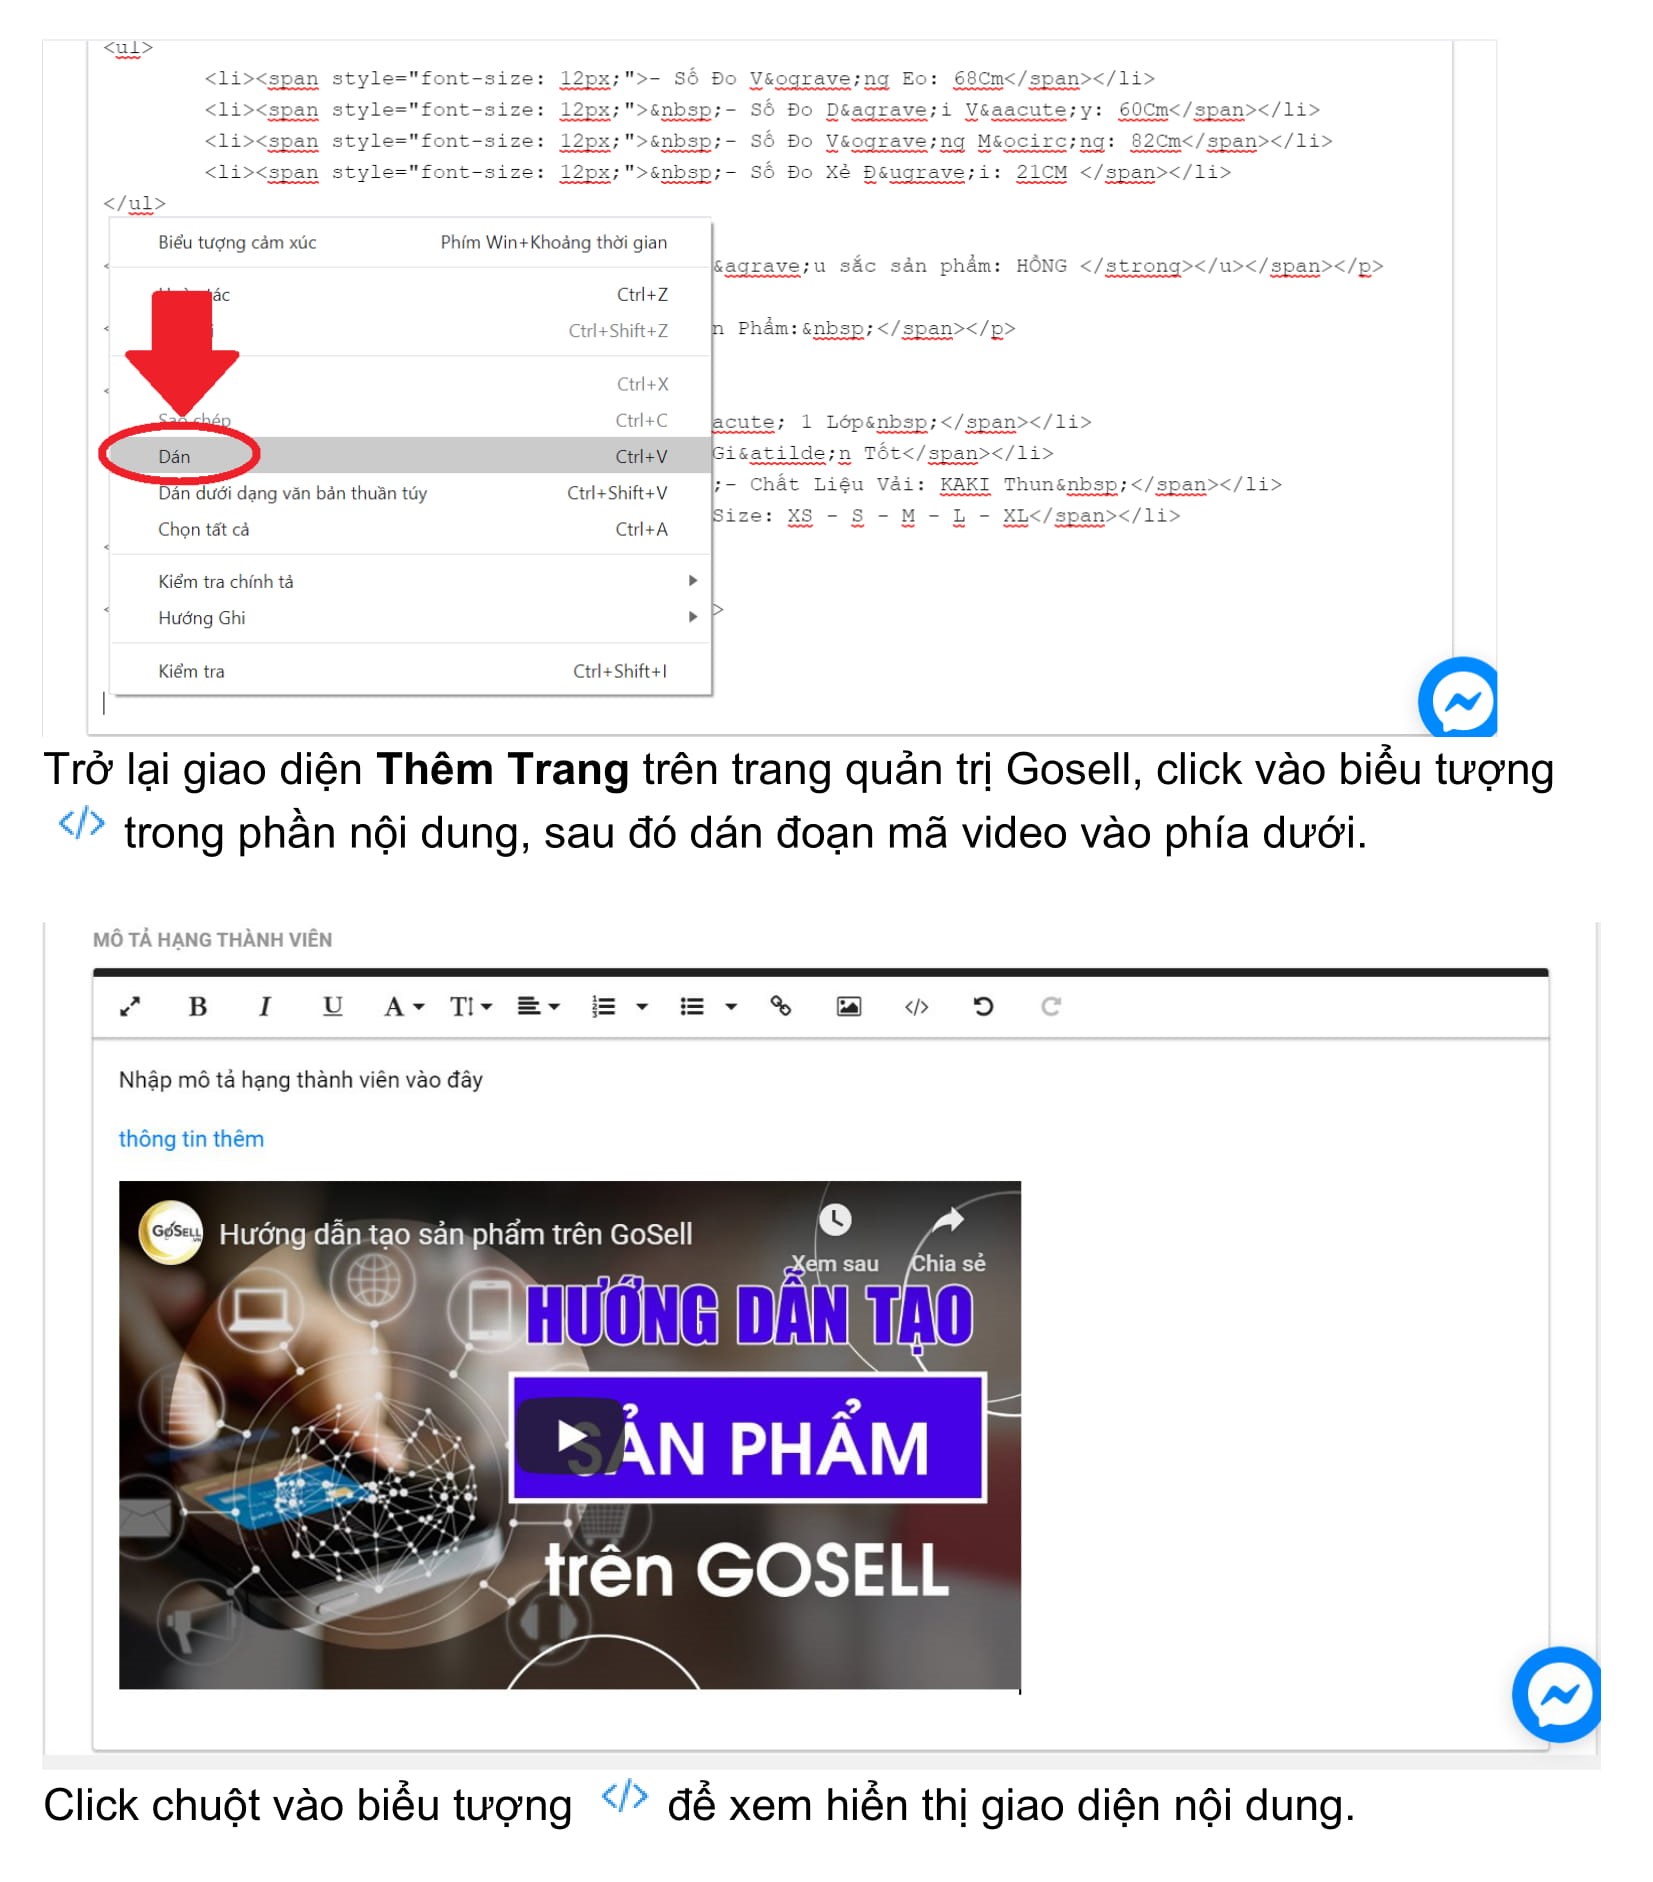 <ul>
<li><span style="font-size: 12px;">- Số Đo V&ograve;ng Eo: 68Cm</span></li>
<li><span style="font-size: 12px;">&nbsp;- Số Đo D&agrave;i V&aacute;y: 60Cm</span></li>
<li><span style="font-size: 12px;">&nbsp;- Số Đo V&ograve;ng M&ocirc;ng: 82Cm</span></li>
<li><span style="font-size: 12px;">&nbsp;- Số Đo Xẻ Đ&ugrave;i: 21CM </span></li>
</ul>
Biểu tượng cảm xúc Phím Win+Khoảng thời gian
&agrave;u sắc sản phẩm: HỒNG </strong></u></span></p>
tác Ctrl+Z
n Phẩm:&nbsp;</span></p>
Ctrl+Shift+Z
Ctrl+X
Sao chép Ctrl+C
acute; 1 Lớp&nbsp;</span></li>
Dán Ctrl+V
Gi&atilde;n Tốt</span></li>
Dán dưới dạng văn bản thuần túy Ctrl+Shift+V
;- Chất Liệu Vải: KAKI Thun&nbsp;</span></li>
Chọn tất cả Ctrl+A
Size: XS - S - M - L - XL</span></li>
Kiểm tra chính tả
Hướng Ghi
>
Kiểm tra Ctrl+Shift+I
Trở lại giao diện Thêm Trang trên trang quản trị Gosell, click vào biểu tượng
</> trong phần nội dung, sau đó dán đoạn mã video vào phía dưới.
MÔ TẢ HẠNG THÀNH VIÊN
B I U A T </>
Nhập mô tả hạng thành viên vào đây
thông tin thêm
GOSELL Hướng dẫn tạo sản phẩm trên GoSell
Xem sau Chia sẻ
HƯỚNG DẪN TẠO
SẢN PHẨM
trên GOSELL
Click chuột vào biểu tượng </> để xem hiển thị giao diện nội dung.